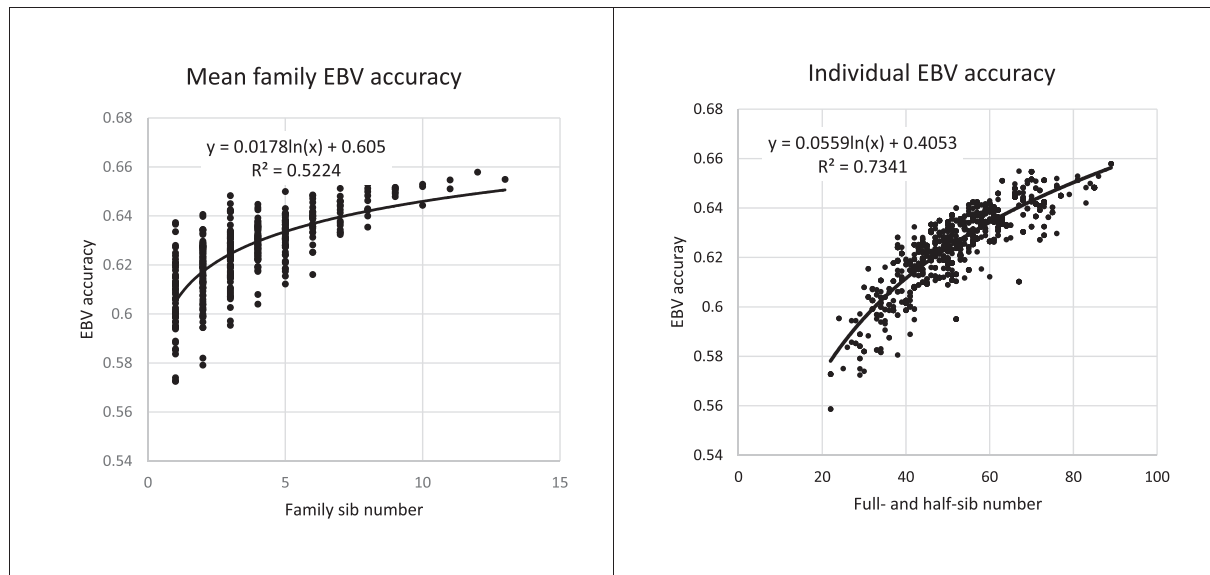 Mean family EBV accuracy
y = 0.0178ln(x) + 0.605
R² = 0.5224
0.68
0.66
0.64
0.62
0.6
0.58
0.56
0.54
EBV accuracy
0 5 10 15
Family sib number
Individual EBV accuracy
y = 0.0559ln(x) + 0.4053
R² = 0.7341
0.68
0.66
0.64
0.62
0.6
0.58
0.56
0.54
EBV accuray
0 20 40 60 80 100
Full- and half-sib number